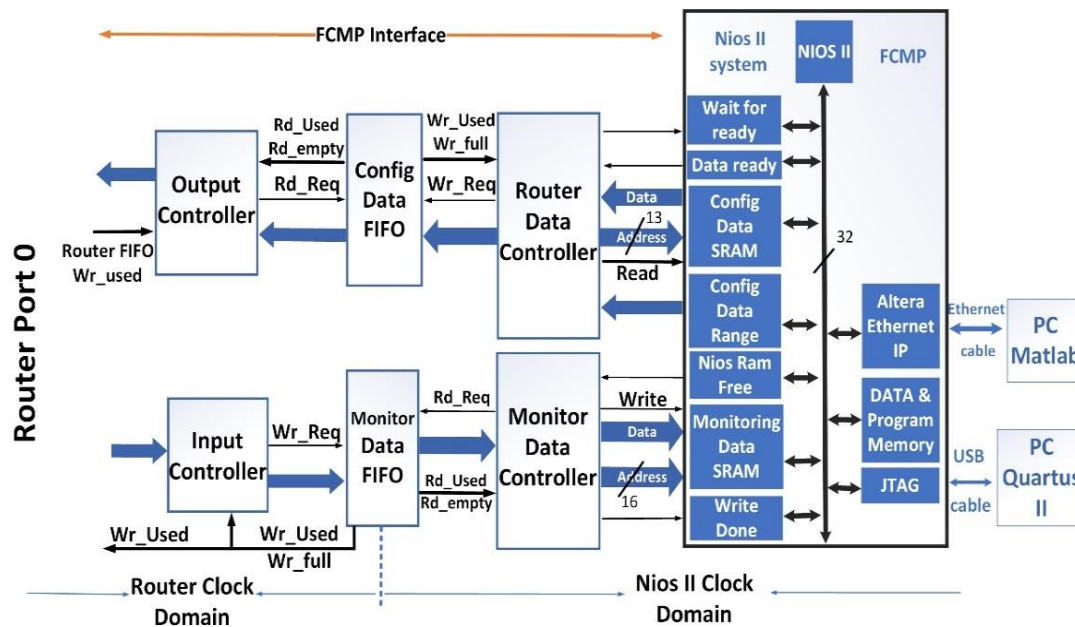 FCMP Interface
Router Port 0
Output
Controller
Router FIFO
Wr_used
Rd_Used
Rd_empty
Rd_Req
Config
Data
FIFO
Wr_Used
Wr_full
Wr_Req
Router
Data
Controller
Data
13
Address
Read
Nios II
system
NIOS II
FCMP
Wait for
ready
Data ready
Config
Data
SRAM
Config
Data
Range
Nios Ram
Free
Monitoring
Data
SRAM
Write
Done
32
Altera
Ethernet
IP
DATA &
Program
Memory
JTAG
Ethernet
cable
PC
Matlab
USB
cable
PC
Quartus
II
Input
Controller
Wr_Req
Monitor
Data
FIFO
Rd_Req
Rd_Used
Rd_empty
Monitor
Data
Controller
Write
Data
Address
16
Wr_Used
Wr_Used
Wr_full
Router Clock
Domain
Nios II Clock
Domain